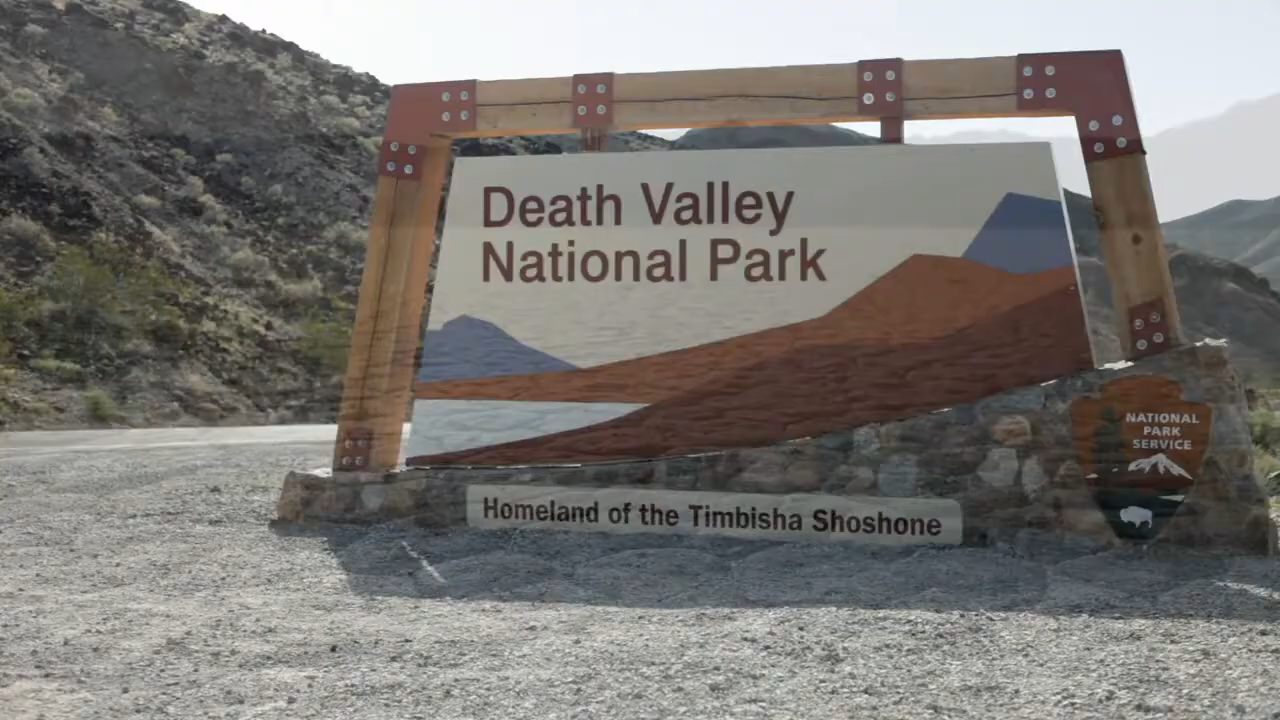 Death Valley
National Park
NATIONAL
PARK
SERVICE
Homeland of the Timbisha Shoshone